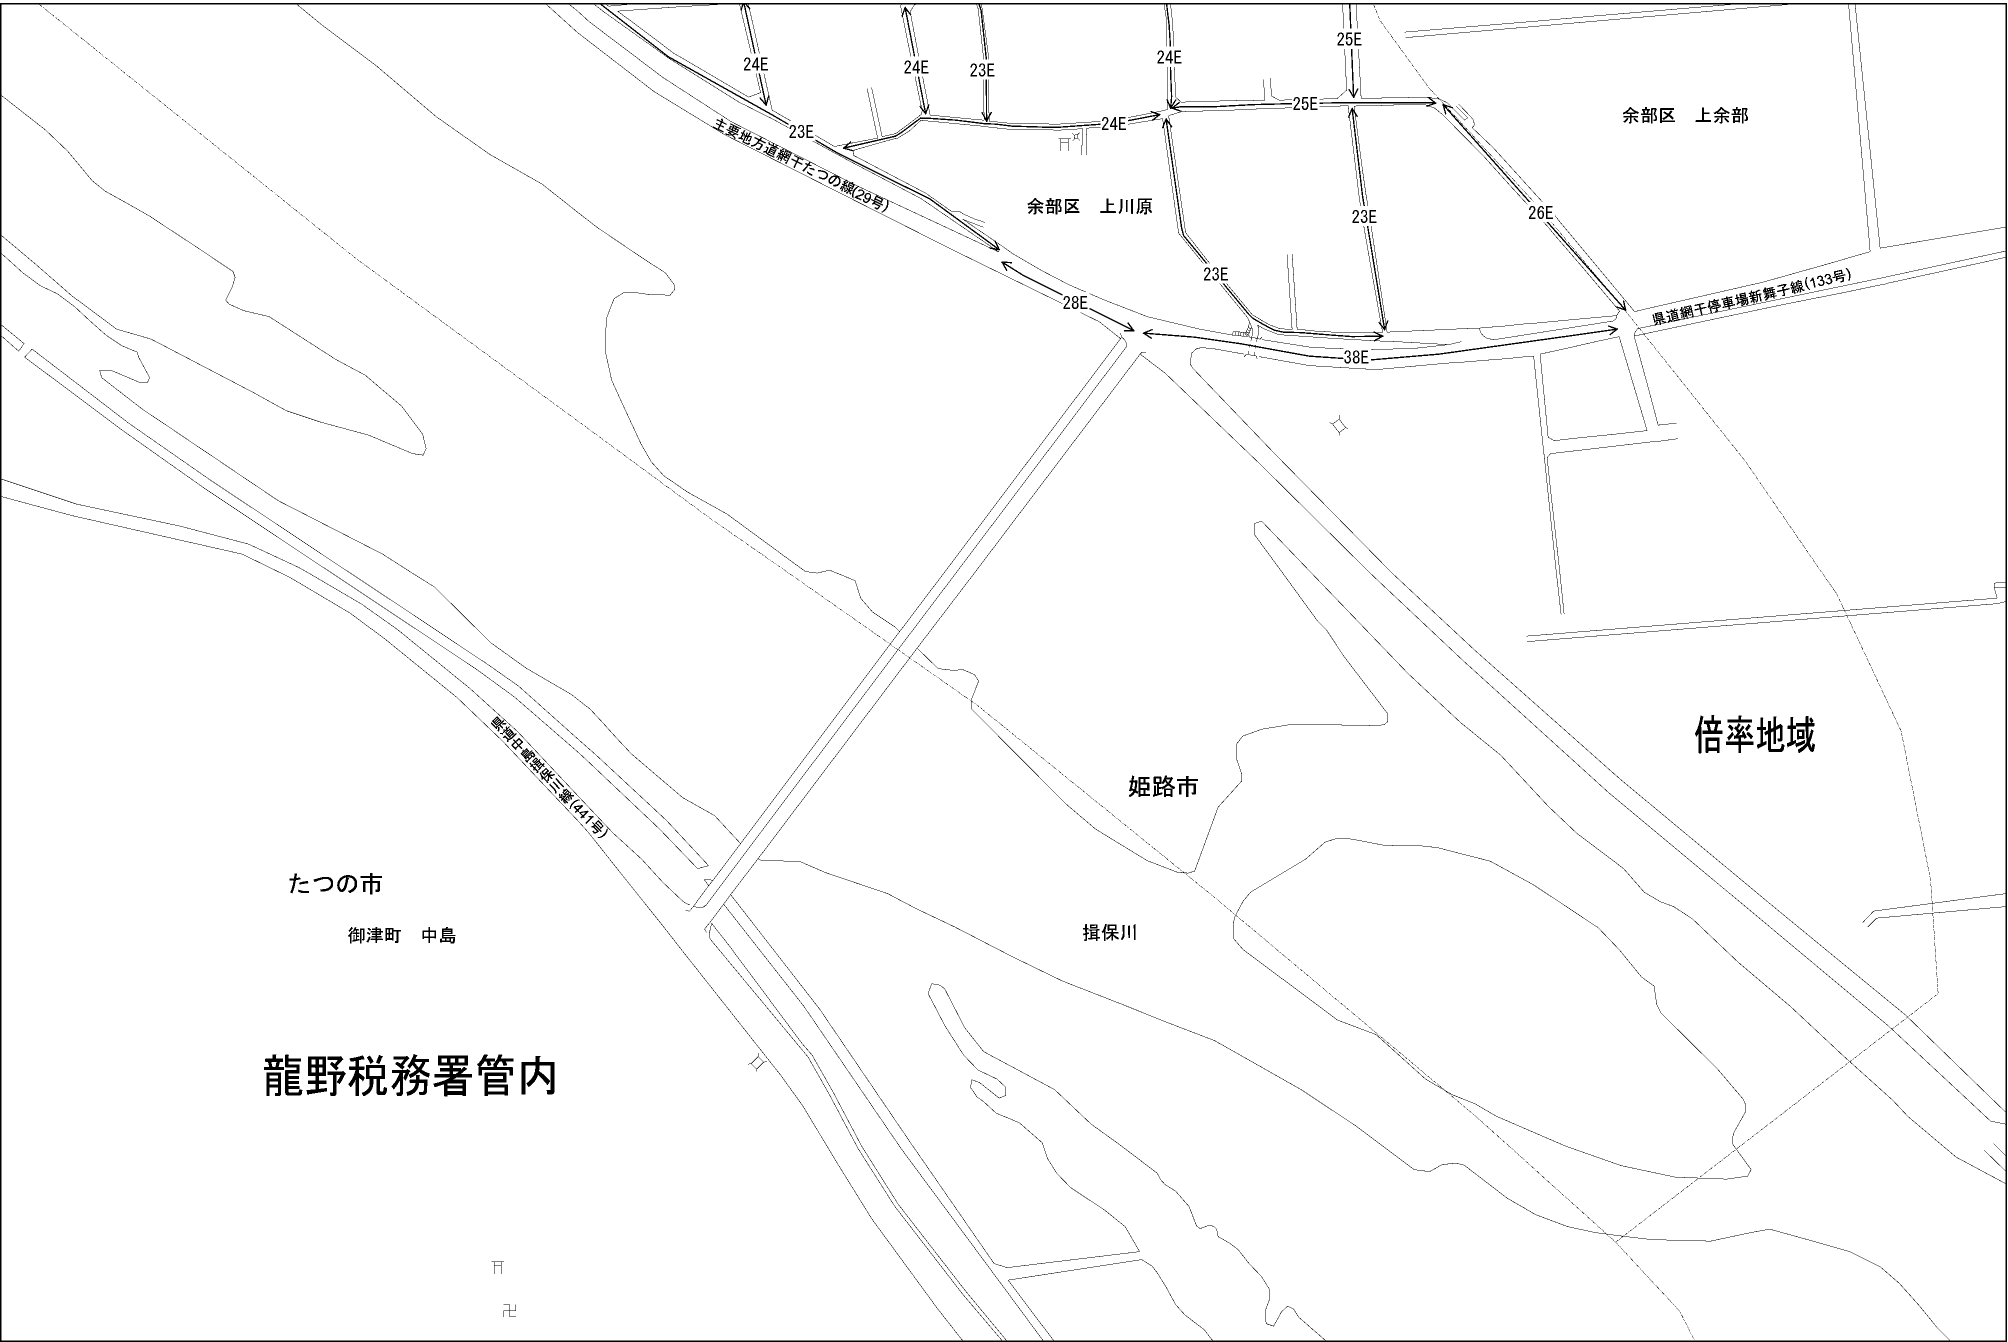 25E
24E
24E
23E
24E
25E
23E
24E
余部区　上余部
主要地方道網干たつの線(29号)
余部区　上川原
23E
26E
23E
県道網干停車場新舞子線(133号)
28E
38E
倍率地域
県道中島揖保川線(441号)
姫路市
たつの市
御津町　中島
揖保川
龍野税務署管内